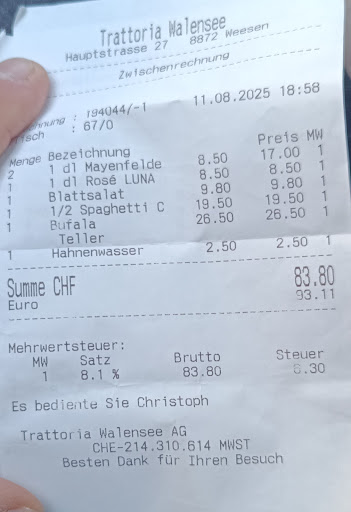 Trattoria Walensee
Hauptstrasse 27 8872 Weesen
Zwischenrechnung
: 194044/-1 11.08.2025 18:58
: 67/0
Menge Bezeichnung Preis MW
2 1 dl Mayenfelde 8.50 17.00 1
1 1 dl Rosé LUNA 8.50 8.50 1
1 Blattsalat 9.80 9.80 1
1 1/2 Spaghetti C 19.50 19.50 1
1 Bufala 26.50 26.50 1
Teller
1 Hahnenwasser 2.50 2.50 1
Summe CHF 83.80
Euro 93.11
Mehrwertsteuer:
MW Satz Brutto Steuer
1 8.1 % 83.80 6.30
Es bediente Sie Christoph
Trattoria Walensee AG
CHE-214.310.614 MWST
Besten Dank für Ihren Besuch